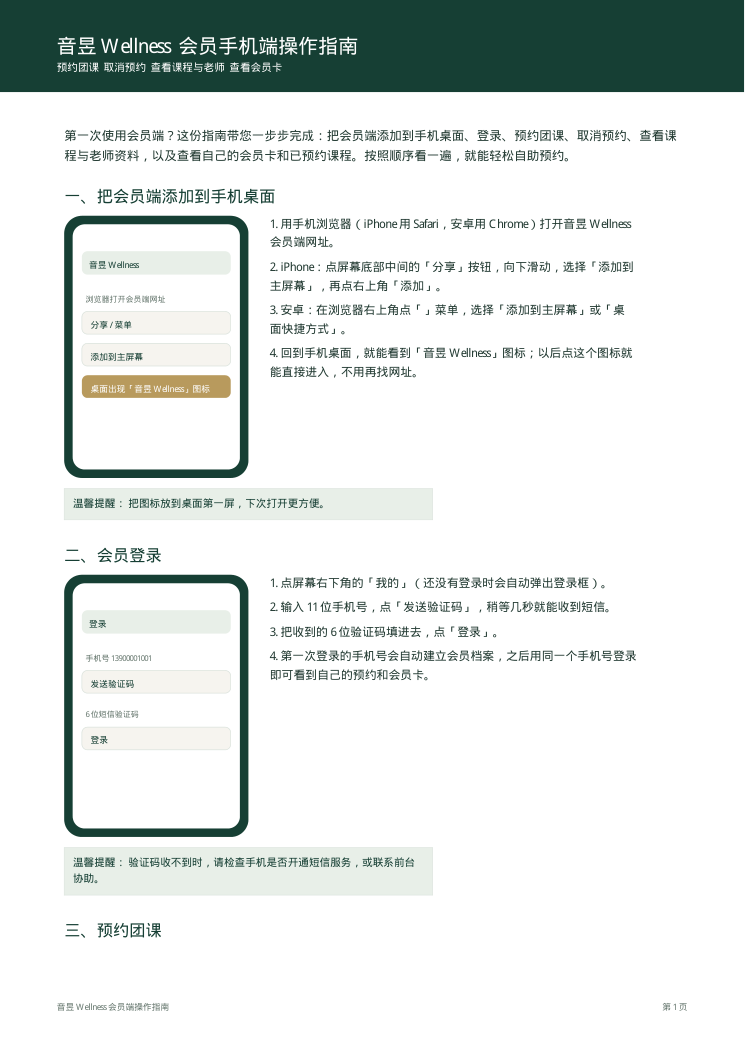 音昱 Wellness 会员手机端操作指南
预约团课 取消预约 查看课程与老师 查看会员卡
第一次使用会员端？这份指南带您一步步完成：把会员端添加到手机桌面、登录、预约团课、取消预约、查看课
程与老师资料，以及查看自己的会员卡和已预约课程。按照顺序看一遍，就能轻松自助预约。
一、把会员端添加到手机桌面
音昱 Wellness
浏览器打开会员端网址
分享 / 菜单
添加到主屏幕
桌面出现「音昱 Wellness」图标
1. 用手机浏览器（iPhone 用 Safari，安卓用 Chrome）打开音昱 Wellness
会员端网址。
2. iPhone：点屏幕底部中间的「分享」按钮，向下滑动，选择「添加到
主屏幕」，再点右上角「添加」。
3. 安卓：在浏览器右上角点「 」菜单，选择「添加到主屏幕」或「桌
面快捷方式」。
4. 回到手机桌面，就能看到「音昱 Wellness」图标；以后点这个图标就
能直接进入，不用再找网址。
温馨提醒： 把图标放到桌面第一屏，下次打开更方便。
二、会员登录
登录
手机号 13900001001
发送验证码
6 位短信验证码
登录
1. 点屏幕右下角的「我的」（还没有登录时会自动弹出登录框）。
2. 输入 11 位手机号，点「发送验证码」，稍等几秒就能收到短信。
3. 把收到的 6 位验证码填进去，点「登录」。
4. 第一次登录的手机号会自动建立会员档案，之后用同一个手机号登录
即可看到自己的预约和会员卡。
温馨提醒： 验证码收不到时，请检查手机是否开通短信服务，或联系前台
协助。
三、预约团课
音昱 Wellness 会员端操作指南
第 1 页